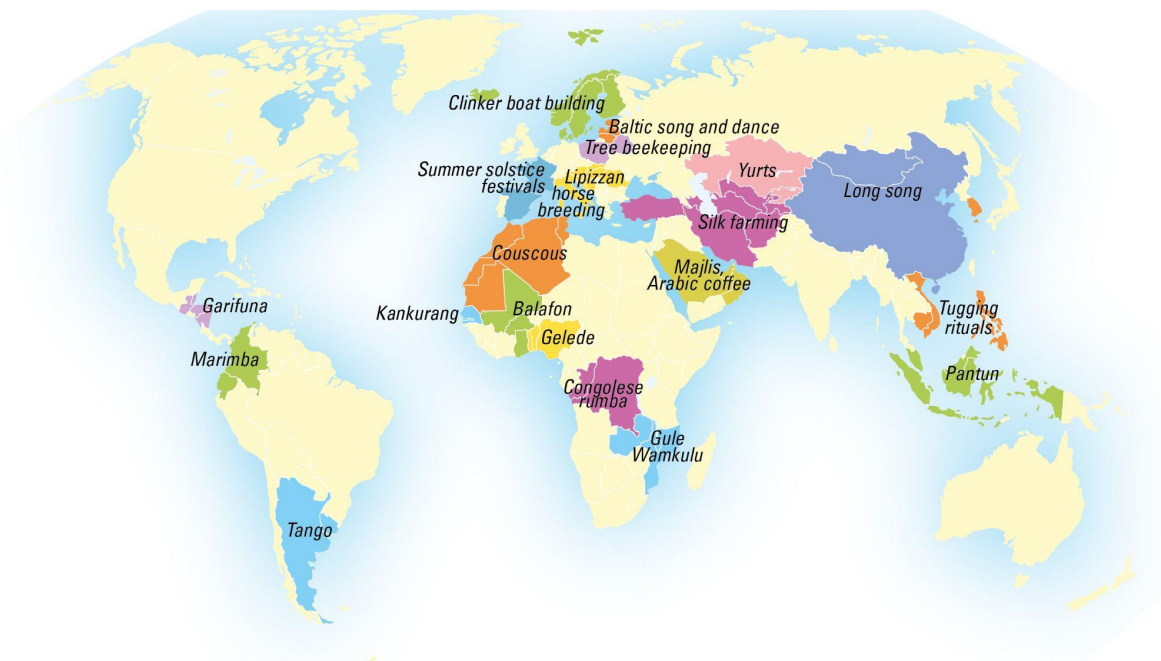 Clinker boat building
Baltic song and dance
Tree beekeeping
Summer solstice
festivals
Lipizzan
horse
breeding
Yurts
Long song
Silk farming
Couscous
Majlis,
Arabic coffee
Garifuna
Kankurang
Balafon
Tugging
rituals
Gelede
Marimba
Pantun
Congolese
rumba
Gule
Wamkulu
Tango